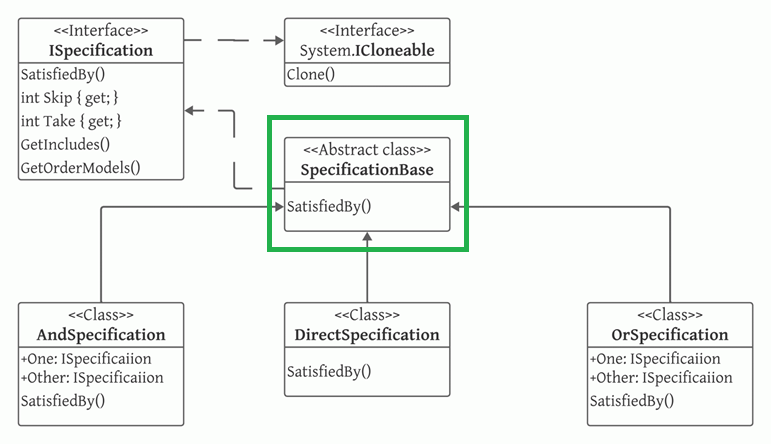 <<Interface>>
ISpecification
SatisfiedBy()
int Skip { get; }
int Take { get; }
GetIncludes()
GetOrderModels()
<<Interface>>
System.ICloneable
Clone()
<<Abstract class>>
SpecificationBase
SatisfiedBy()
<<Class>>
AndSpecification
+One: ISpecificaiion
+Other: ISpecificaiion
SatisfiedBy()
<<Class>>
DirectSpecification
SatisfiedBy()
<<Class>>
OrSpecification
+One: ISpecificaiion
+Other: ISpecificaiion
SatisfiedBy()